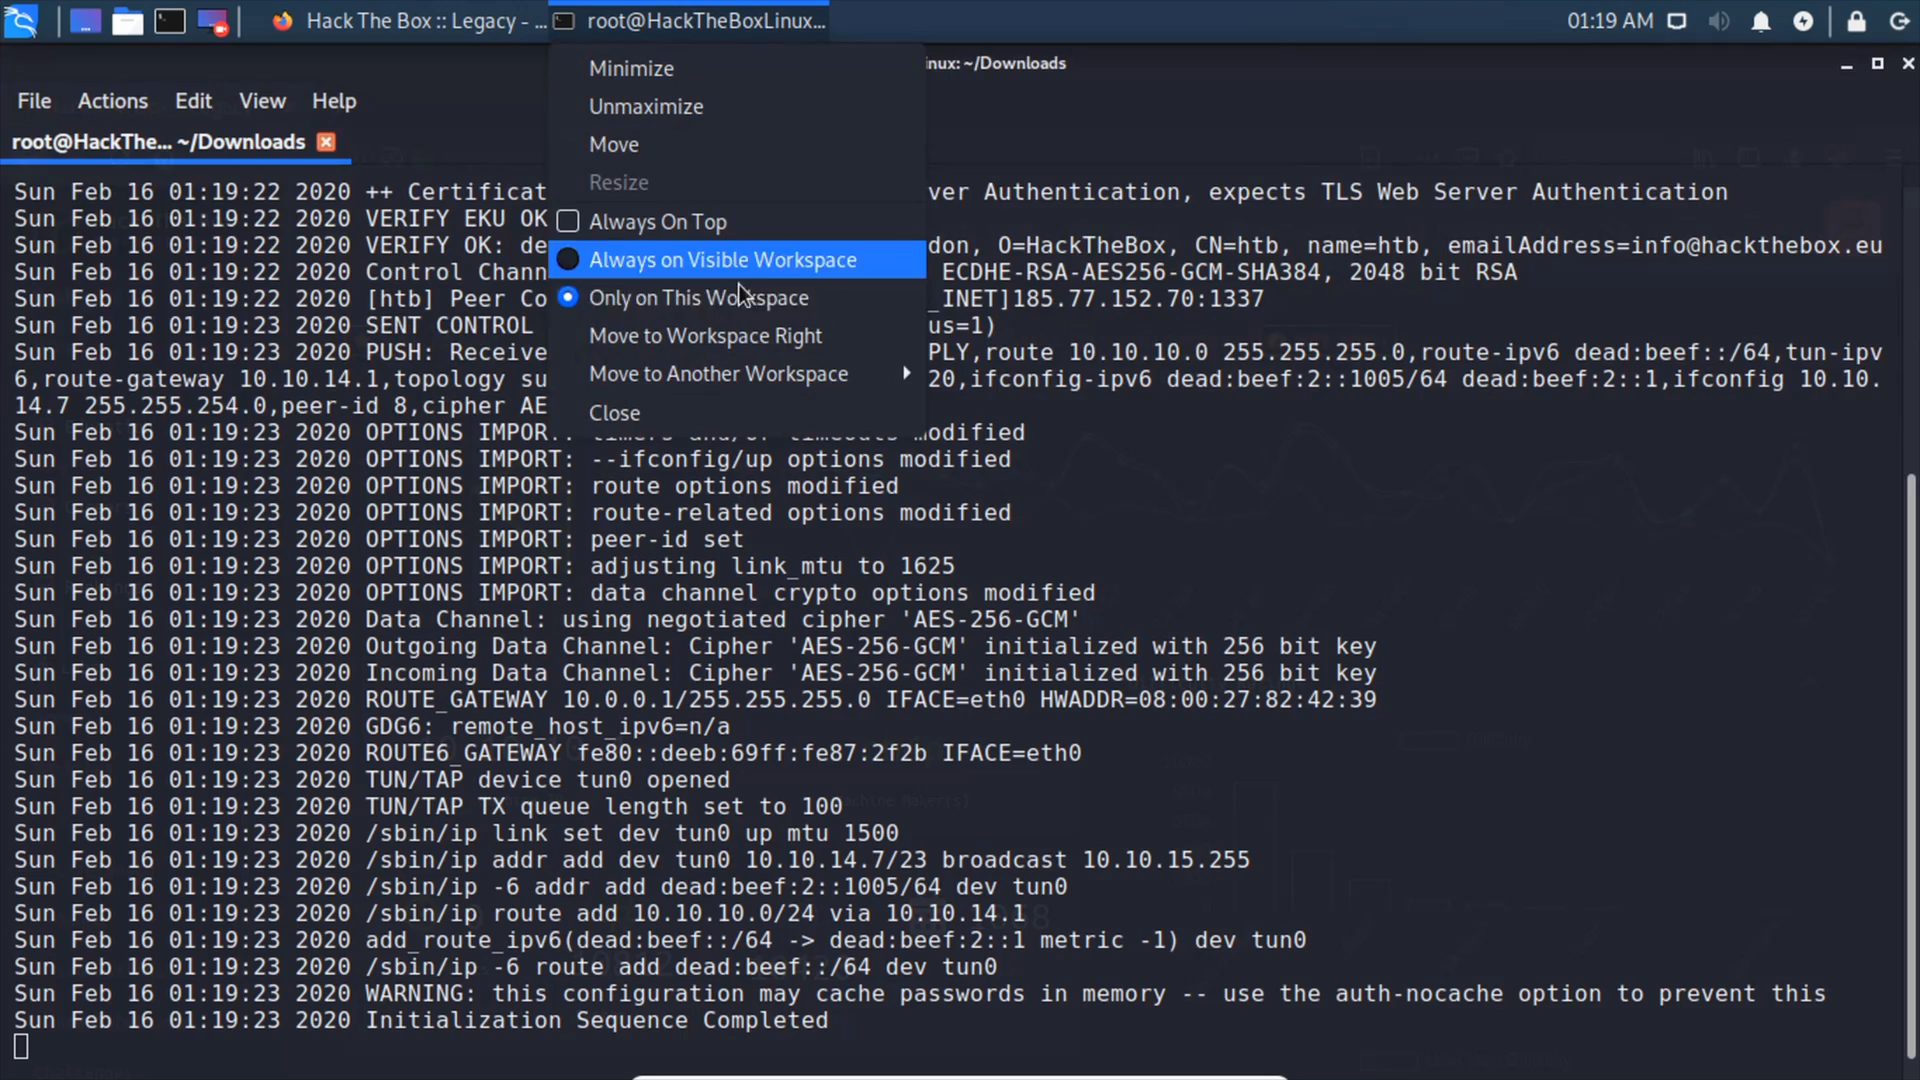 Hack The Box :: Legacy - ...
root@HackTheBoxLinux...
01:19 AM
inux: ~/Downloads
File Actions Edit View Help
root@HackThe... ~/Downloads
Minimize
Unmaximize
Move
Resize
Always On Top
Always on Visible Workspace
Only on This Workspace
Move to Workspace Right
Move to Another Workspace
Close
Sun Feb 16 01:19:22 2020 ++ Certificat ver Authentication, expects TLS Web Server Authentication
Sun Feb 16 01:19:22 2020 VERIFY EKU OK
Sun Feb 16 01:19:22 2020 VERIFY OK: de don, O=HackTheBox, CN=htb, name=htb, emailAddress=info@hackthebox.eu
Sun Feb 16 01:19:22 2020 Control Chann ECDHE-RSA-AES256-GCM-SHA384, 2048 bit RSA
Sun Feb 16 01:19:22 2020 [htb] Peer Co _INET]185.77.152.70:1337
Sun Feb 16 01:19:23 2020 SENT CONTROL us=1)
Sun Feb 16 01:19:23 2020 PUSH: Receive PLY,route 10.10.10.0 255.255.255.0,route-ipv6 dead:beef::/64,tun-ipv
6,route-gateway 10.10.14.1,topology su 20,ifconfig-ipv6 dead:beef:2::1005/64 dead:beef:2::1,ifconfig 10.10.
14.7 255.255.254.0,peer-id 8,cipher AE
Sun Feb 16 01:19:23 2020 OPTIONS IMPORT: timers and/or timeouts modified
Sun Feb 16 01:19:23 2020 OPTIONS IMPORT: --ifconfig/up options modified
Sun Feb 16 01:19:23 2020 OPTIONS IMPORT: route options modified
Sun Feb 16 01:19:23 2020 OPTIONS IMPORT: route-related options modified
Sun Feb 16 01:19:23 2020 OPTIONS IMPORT: peer-id set
Sun Feb 16 01:19:23 2020 OPTIONS IMPORT: adjusting link_mtu to 1625
Sun Feb 16 01:19:23 2020 OPTIONS IMPORT: data channel crypto options modified
Sun Feb 16 01:19:23 2020 Data Channel: using negotiated cipher 'AES-256-GCM'
Sun Feb 16 01:19:23 2020 Outgoing Data Channel: Cipher 'AES-256-GCM' initialized with 256 bit key
Sun Feb 16 01:19:23 2020 Incoming Data Channel: Cipher 'AES-256-GCM' initialized with 256 bit key
Sun Feb 16 01:19:23 2020 ROUTE_GATEWAY 10.0.0.1/255.255.255.0 IFACE=eth0 HWADDR=08:00:27:82:42:39
Sun Feb 16 01:19:23 2020 GDG6: remote_host_ipv6=n/a
Sun Feb 16 01:19:23 2020 ROUTE6_GATEWAY fe80::deeb:69ff:fe87:2f2b IFACE=eth0
Sun Feb 16 01:19:23 2020 TUN/TAP device tun0 opened
Sun Feb 16 01:19:23 2020 TUN/TAP TX queue length set to 100
Sun Feb 16 01:19:23 2020 /sbin/ip link set dev tun0 up mtu 1500
Sun Feb 16 01:19:23 2020 /sbin/ip addr add dev tun0 10.10.14.7/23 broadcast 10.10.15.255
Sun Feb 16 01:19:23 2020 /sbin/ip -6 addr add dead:beef:2::1005/64 dev tun0
Sun Feb 16 01:19:23 2020 /sbin/ip route add 10.10.10.0/24 via 10.10.14.1
Sun Feb 16 01:19:23 2020 add_route_ipv6(dead:beef::/64 -> dead:beef:2::1 metric -1) dev tun0
Sun Feb 16 01:19:23 2020 /sbin/ip -6 route add dead:beef::/64 dev tun0
Sun Feb 16 01:19:23 2020 WARNING: this configuration may cache passwords in memory -- use the auth-nocache option to prevent this
Sun Feb 16 01:19:23 2020 Initialization Sequence Completed